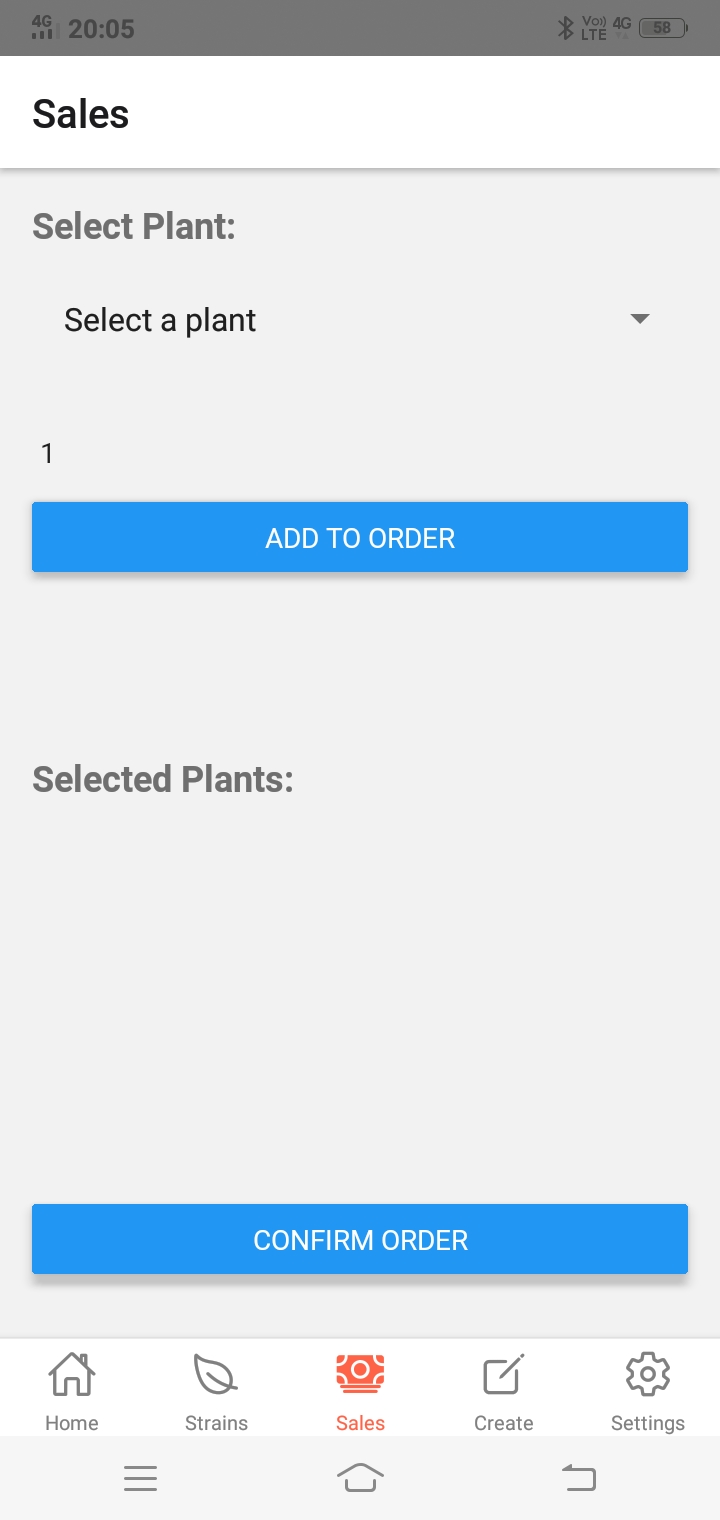 4G 20:05 Vo)) LTE 4G 58
Sales
Select Plant:
Select a plant
1
ADD TO ORDER
Selected Plants:
CONFIRM ORDER
Home Strains Sales Create Settings